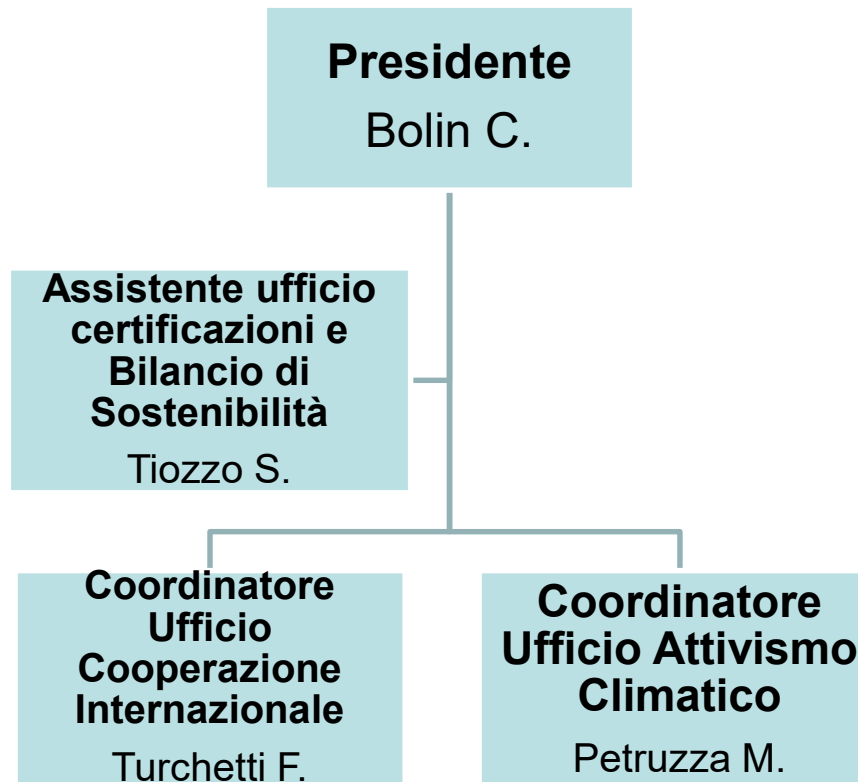 Presidente
Bolin C.
Assistente ufficio
certificazioni e
Bilancio di
Sostenibilità
Tiozzo S.
Coordinatore
Ufficio
Cooperazione
Internazionale
Turchetti F.
Coordinatore
Ufficio Attivismo
Climatico
Petruzza M.